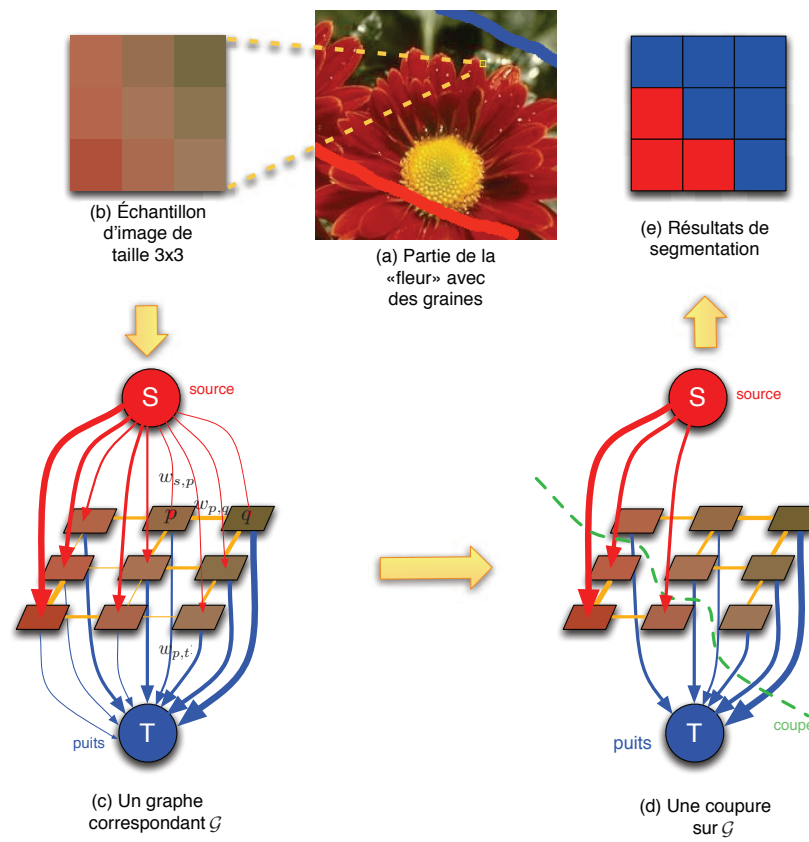 (b) Échantillon
d'image de
taille 3x3
(a) Partie de la
«fleur» avec
des graines
(e) Résultats de
segmentation
S
source
w_{s,p}
w_{p,q}
p
q
w_{p,t}
puits
T
(c) Un graphe
correspondant 𝒢
S
source
coupe
puits
T
(d) Une coupure
sur 𝒢